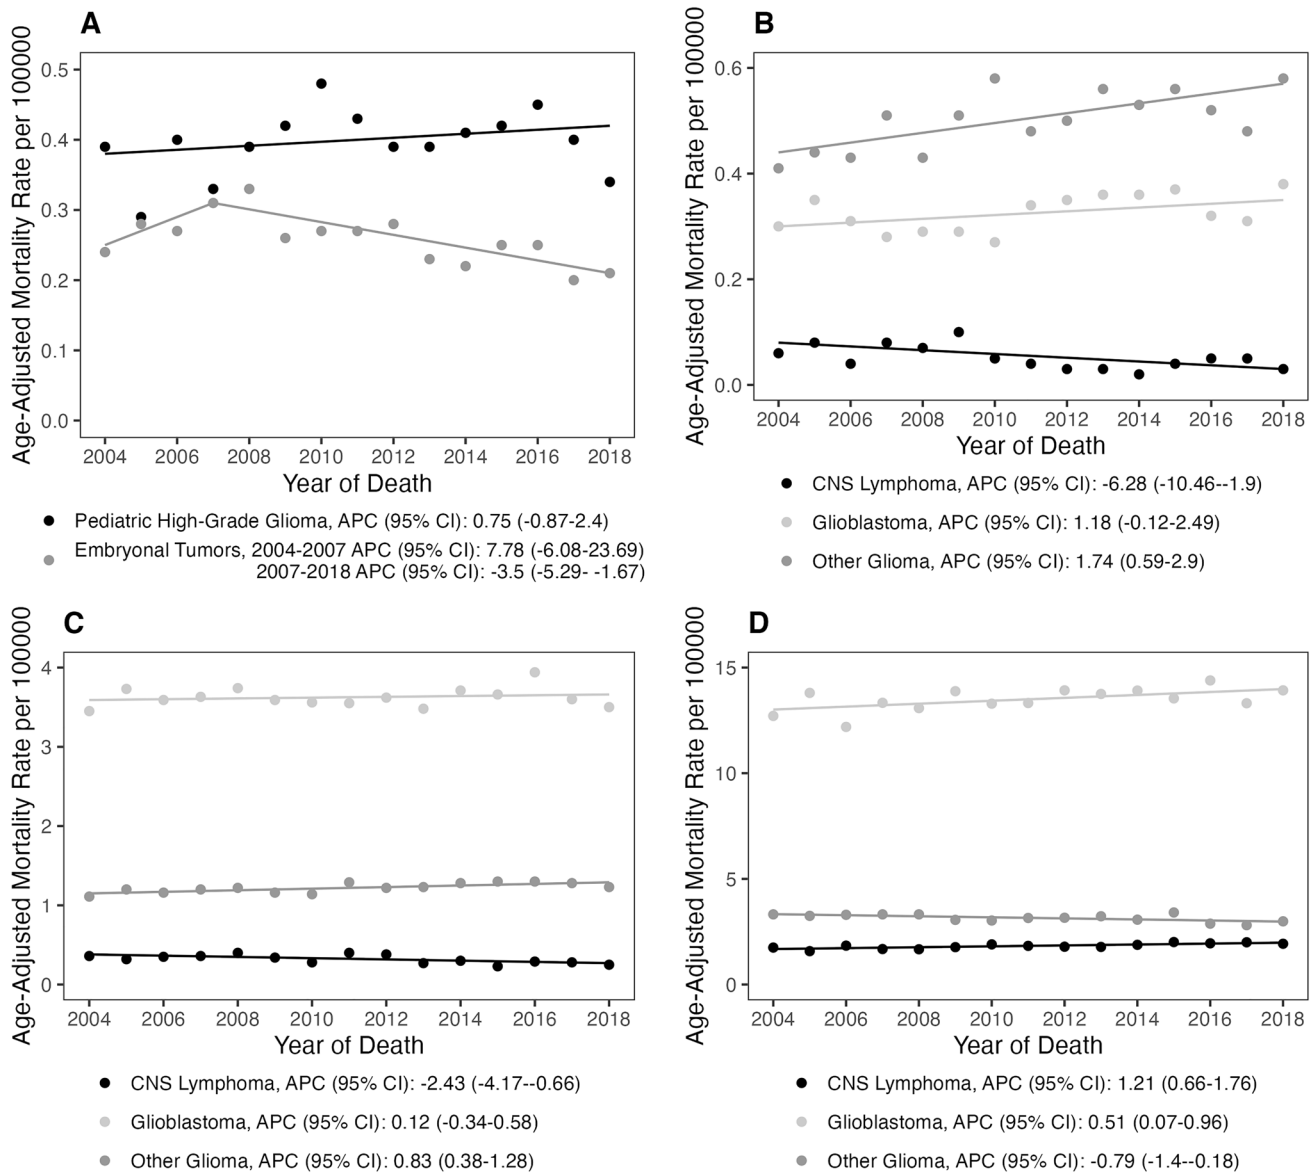 A
Age-Adjusted Mortality Rate per 100000
0.5
0.4
0.3
0.2
0.1
0.0
2004 2006 2008 2010 2012 2014 2016 2018
Year of Death
Pediatric High-Grade Glioma, APC (95% CI): 0.75 (-0.87-2.4)
Embryonal Tumors, 2004-2007 APC (95% CI): 7.78 (-6.08-23.69)
2007-2018 APC (95% CI): -3.5 (-5.29- -1.67)
B
Age-Adjusted Mortality Rate per 100000
0.6
0.4
0.2
0.0
2004 2006 2008 2010 2012 2014 2016 2018
Year of Death
CNS Lymphoma, APC (95% CI): -6.28 (-10.46--1.9)
Glioblastoma, APC (95% CI): 1.18 (-0.12-2.49)
Other Glioma, APC (95% CI): 1.74 (0.59-2.9)
C
Age-Adjusted Mortality Rate per 100000
4
3
2
1
0
2004 2006 2008 2010 2012 2014 2016 2018
Year of Death
CNS Lymphoma, APC (95% CI): -2.43 (-4.17--0.66)
Glioblastoma, APC (95% CI): 0.12 (-0.34-0.58)
Other Glioma, APC (95% CI): 0.83 (0.38-1.28)
D
Age-Adjusted Mortality Rate per 100000
15
10
5
0
2004 2006 2008 2010 2012 2014 2016 2018
Year of Death
CNS Lymphoma, APC (95% CI): 1.21 (0.66-1.76)
Glioblastoma, APC (95% CI): 0.51 (0.07-0.96)
Other Glioma, APC (95% CI): -0.79 (-1.4--0.18)